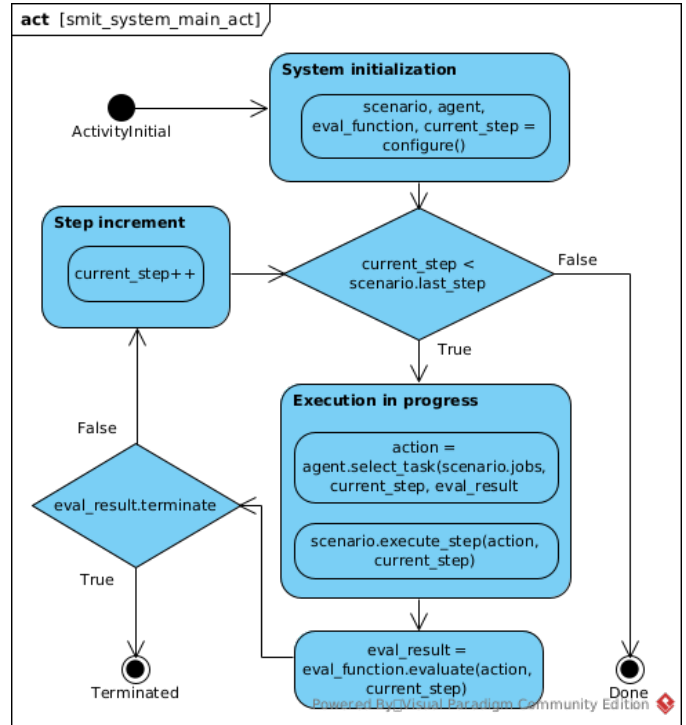 act [smit_system_main_act]
System initialization
scenario, agent,
eval_function, current_step =
configure()
ActivityInitial
Step increment
current_step++
current_step <
scenario.last_step
False
True
Execution in progress
action =
agent.select_task(scenario.jobs,
current_step, eval_result
scenario.execute_step(action,
current_step)
False
eval_result.terminate
True
Terminated
eval_result =
eval_function.evaluate(action,
current_step)
Done
Powered By□Visual Paradigm Community Edition